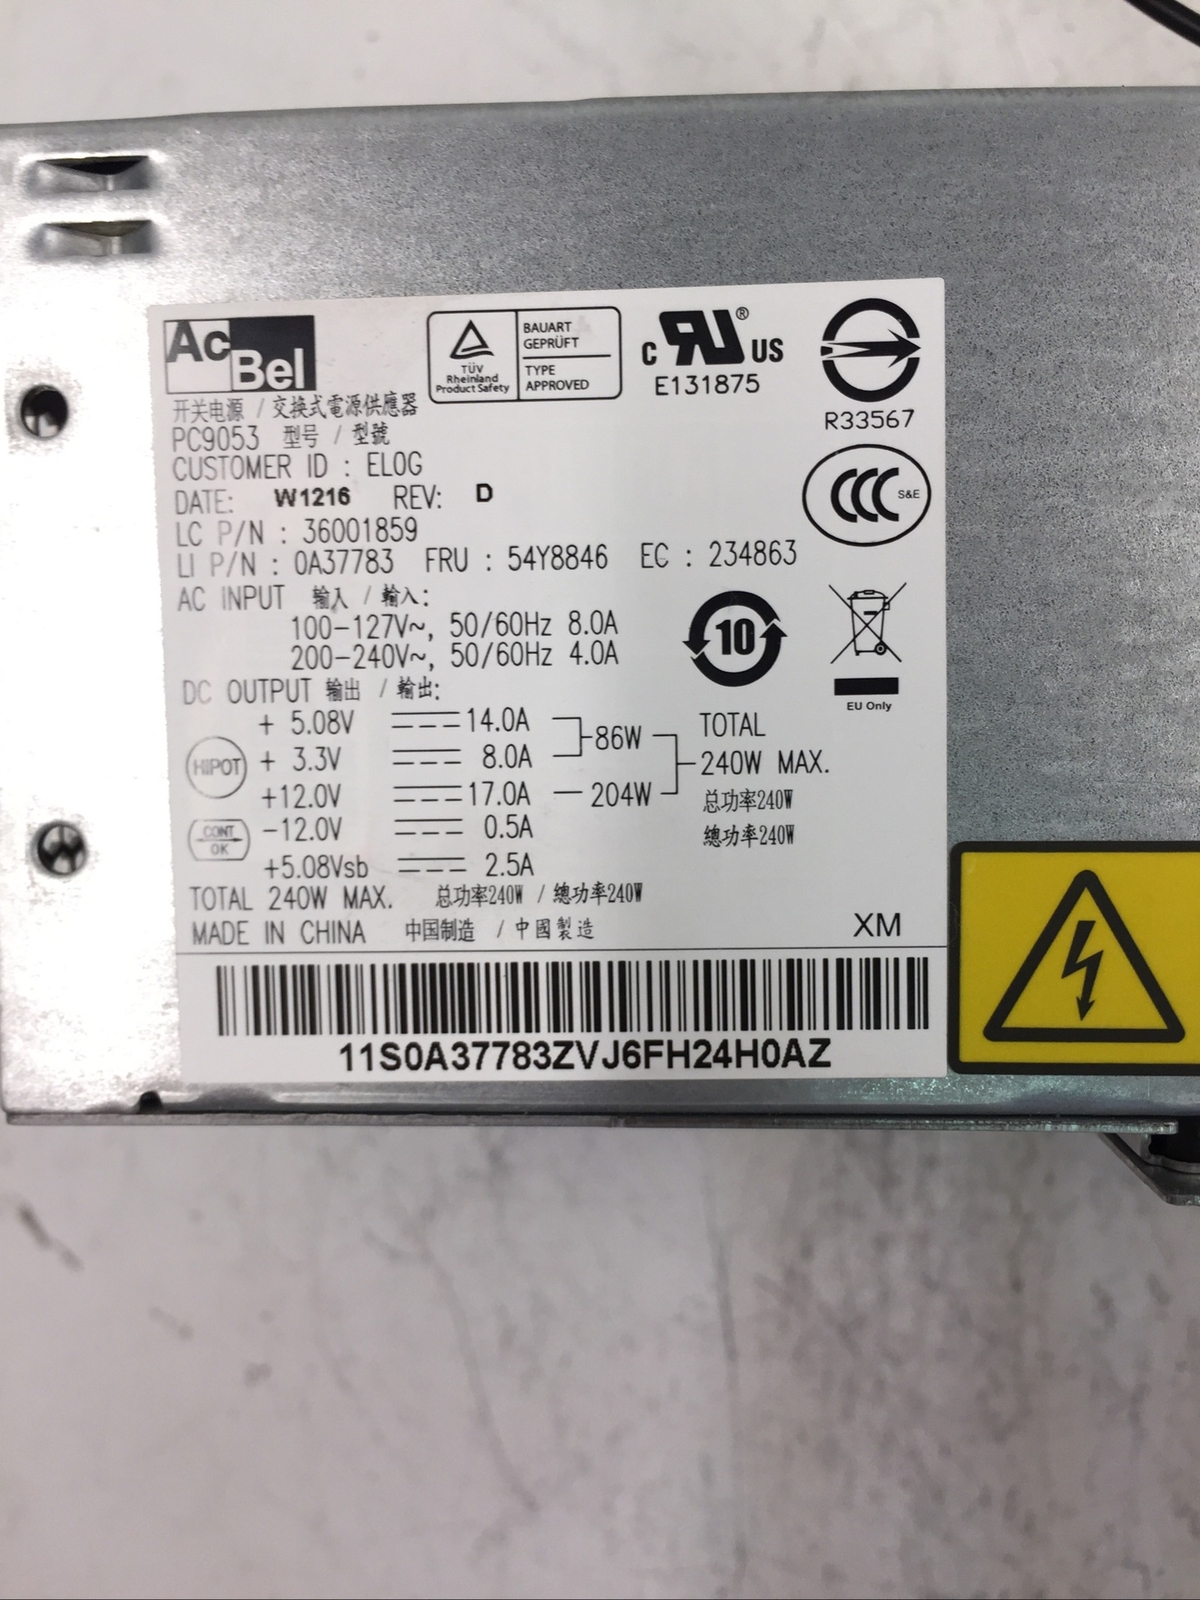 AcBel
TÜV
Rheinland
Product Safety
BAUART
GEPRÜFT
TYPE
APPROVED
c RU ® US
E131875
R33567
开关电源 / 交換式電源供應器
PC9053 型号 / 型號
CUSTOMER ID : EL0G
DATE: W1216 REV: D
LC P/N : 36001859
LI P/N : 0A37783 FRU : 54Y8846 EC : 234863
CCC S&E
AC INPUT 输入 / 輸入:
100-127V~, 50/60Hz 8.0A
200-240V~, 50/60Hz 4.0A
10
EU Only
DC OUTPUT 输出 / 輸出:
+ 5.08V 14.0A
+ 3.3V 8.0A 86W
+12.0V 17.0A 204W
-12.0V 0.5A
+5.08Vsb 2.5A
TOTAL
240W MAX.
总功率240W
總功率240W
HIPOT
CONT
OK
TOTAL 240W MAX. 总功率240W / 總功率240W
MADE IN CHINA 中国制造 / 中國製造
XM
11S0A37783ZVJ6FH24H0AZ